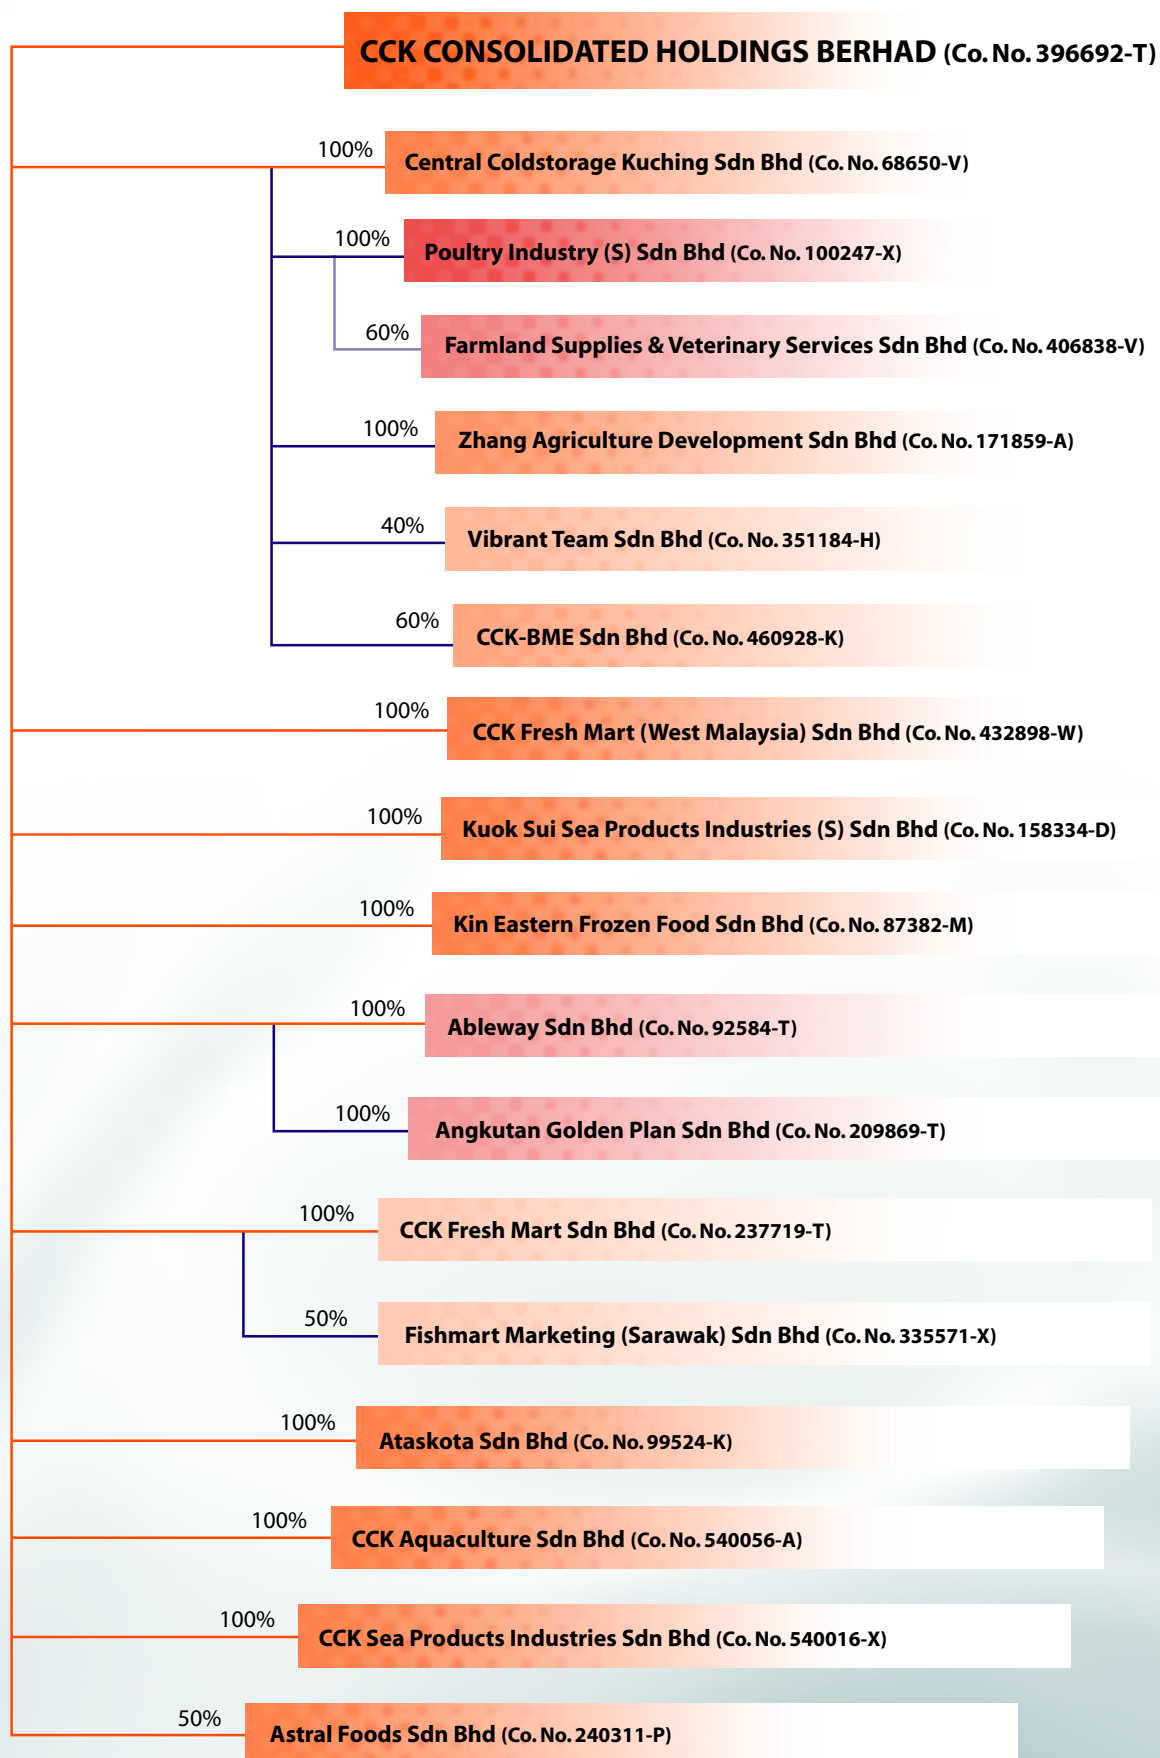 CCK CONSOLIDATED HOLDINGS BERHAD (Co. No. 396692-T)
100%
Central Coldstorage Kuching Sdn Bhd (Co. No. 68650-V)
100%
Poultry Industry (S) Sdn Bhd (Co. No. 100247-X)
60%
Farmland Supplies & Veterinary Services Sdn Bhd (Co. No. 406838-V)
100%
Zhang Agriculture Development Sdn Bhd (Co. No. 171859-A)
40%
Vibrant Team Sdn Bhd (Co. No. 351184-H)
60%
CCK-BME Sdn Bhd (Co. No. 460928-K)
100%
CCK Fresh Mart (West Malaysia) Sdn Bhd (Co. No. 432898-W)
100%
Kuok Sui Sea Products Industries (S) Sdn Bhd (Co. No. 158334-D)
100%
Kin Eastern Frozen Food Sdn Bhd (Co. No. 87382-M)
100%
Ableway Sdn Bhd (Co. No. 92584-T)
100%
Angkutan Golden Plan Sdn Bhd (Co. No. 209869-T)
100%
CCK Fresh Mart Sdn Bhd (Co. No. 237719-T)
50%
Fishmart Marketing (Sarawak) Sdn Bhd (Co. No. 335571-X)
100%
Ataskota Sdn Bhd (Co. No. 99524-K)
100%
CCK Aquaculture Sdn Bhd (Co. No. 540056-A)
100%
CCK Sea Products Industries Sdn Bhd (Co. No. 540016-X)
50%
Astral Foods Sdn Bhd (Co. No. 240311-P)